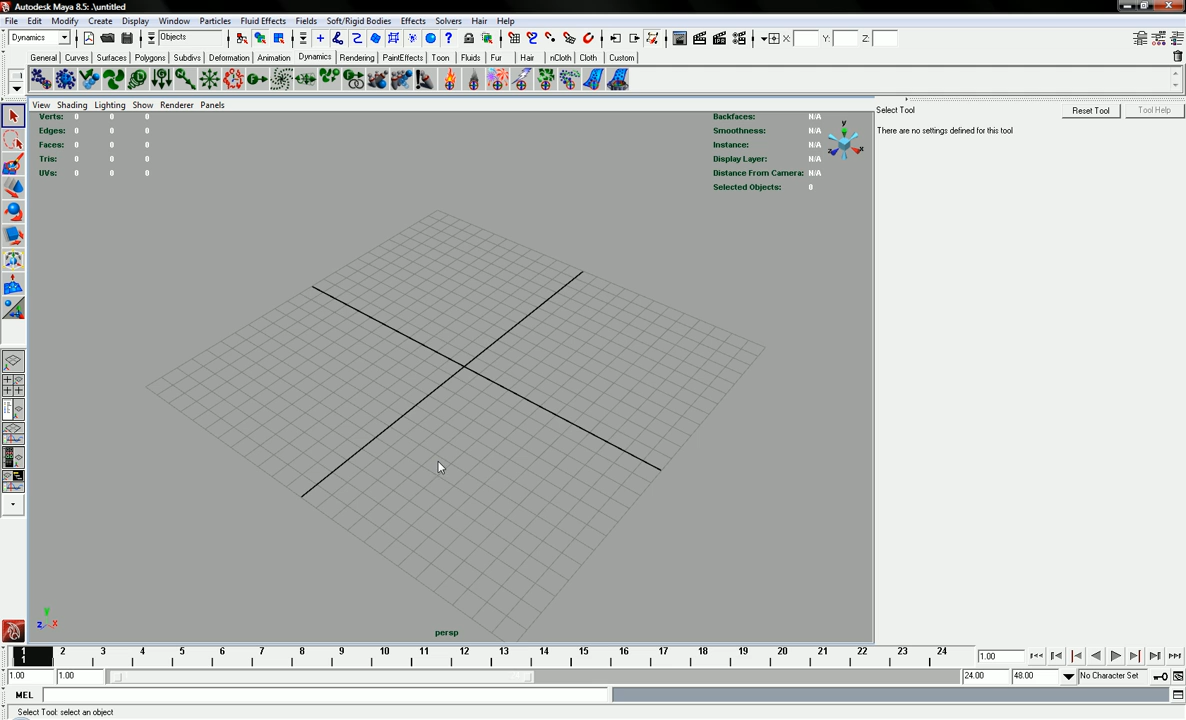 Autodesk Maya 8.5: .\untitled
File Edit Modify Create Display Window Particles Fluid Effects Fields Soft/Rigid Bodies Effects Solvers Hair Help
Dynamics Objects X: Y: Z:
General Curves Surfaces Polygons Subdivs Deformation Animation Dynamics Rendering PaintEffects Toon Fluids Fur Hair nCloth Cloth Custom
View Shading Lighting Show Renderer Panels
Select Tool Reset Tool Tool Help
There are no settings defined for this tool
Verts: 0 0 0
Edges: 0 0 0
Faces: 0 0 0
Tris: 0 0 0
UVs: 0 0 0
Backfaces: N/A
Smoothness: N/A
Instance: N/A
Display Layer: N/A
Distance From Camera: N/A
Selected Objects: 0
y
z x
y
z x
persp
1 2 3 4 5 6 7 8 9 10 11 12 13 14 15 16 17 18 19 20 21 22 23 24
1 1.00
1.00 1.00 24.00 48.00 No Character Set
MEL
Select Tool: select an object